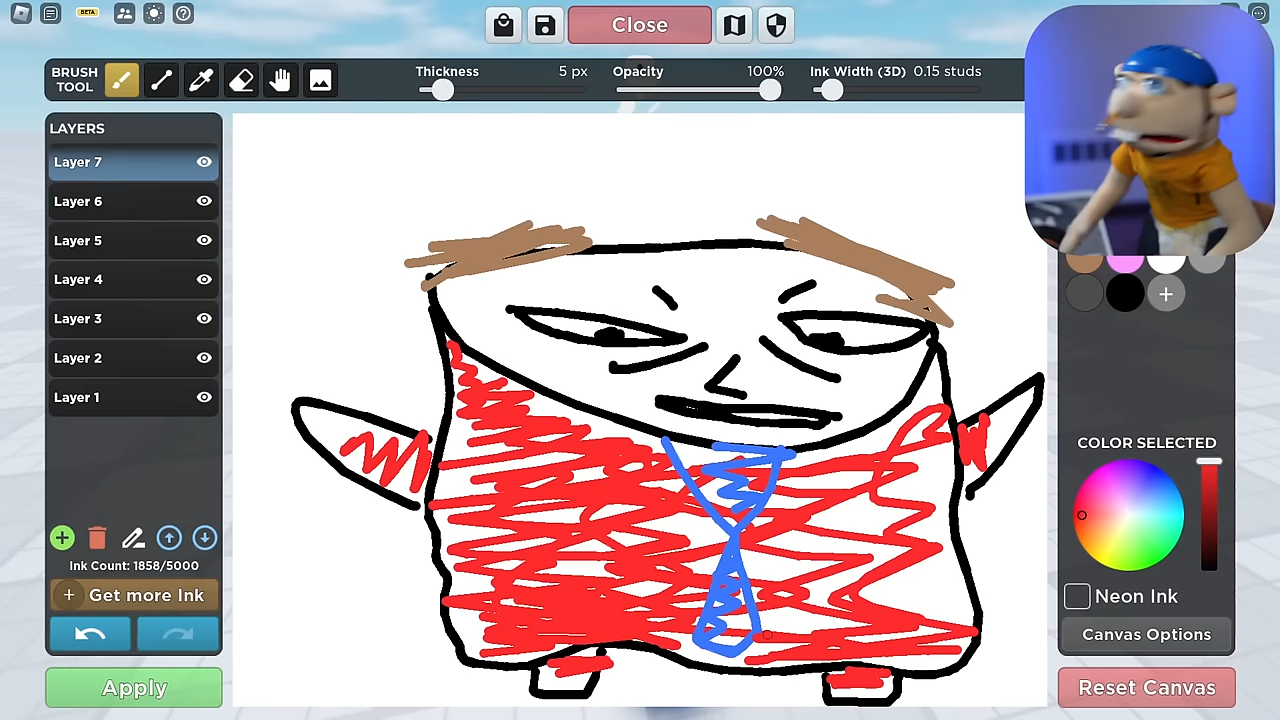 BETA
Close
BRUSH
TOOL
Thickness 5 px
Opacity 100%
Ink Width (3D) 0.15 studs
LAYERS
Layer 7
Layer 6
Layer 5
Layer 4
Layer 3
Layer 2
Layer 1
Ink Count: 1858/5000
+ Get more Ink
Apply
COLOR SELECTED
Neon Ink
Canvas Options
Reset Canvas